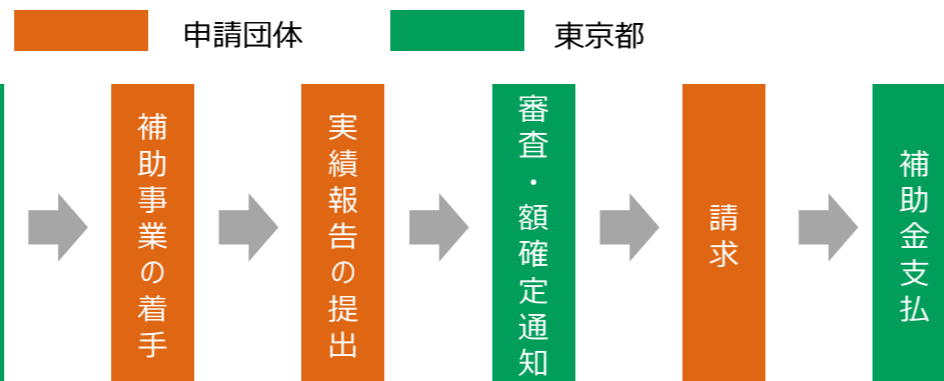 申請団体
東京都
補助事業の着手
実績報告の提出
審査・額確定通知
請求
補助金支払